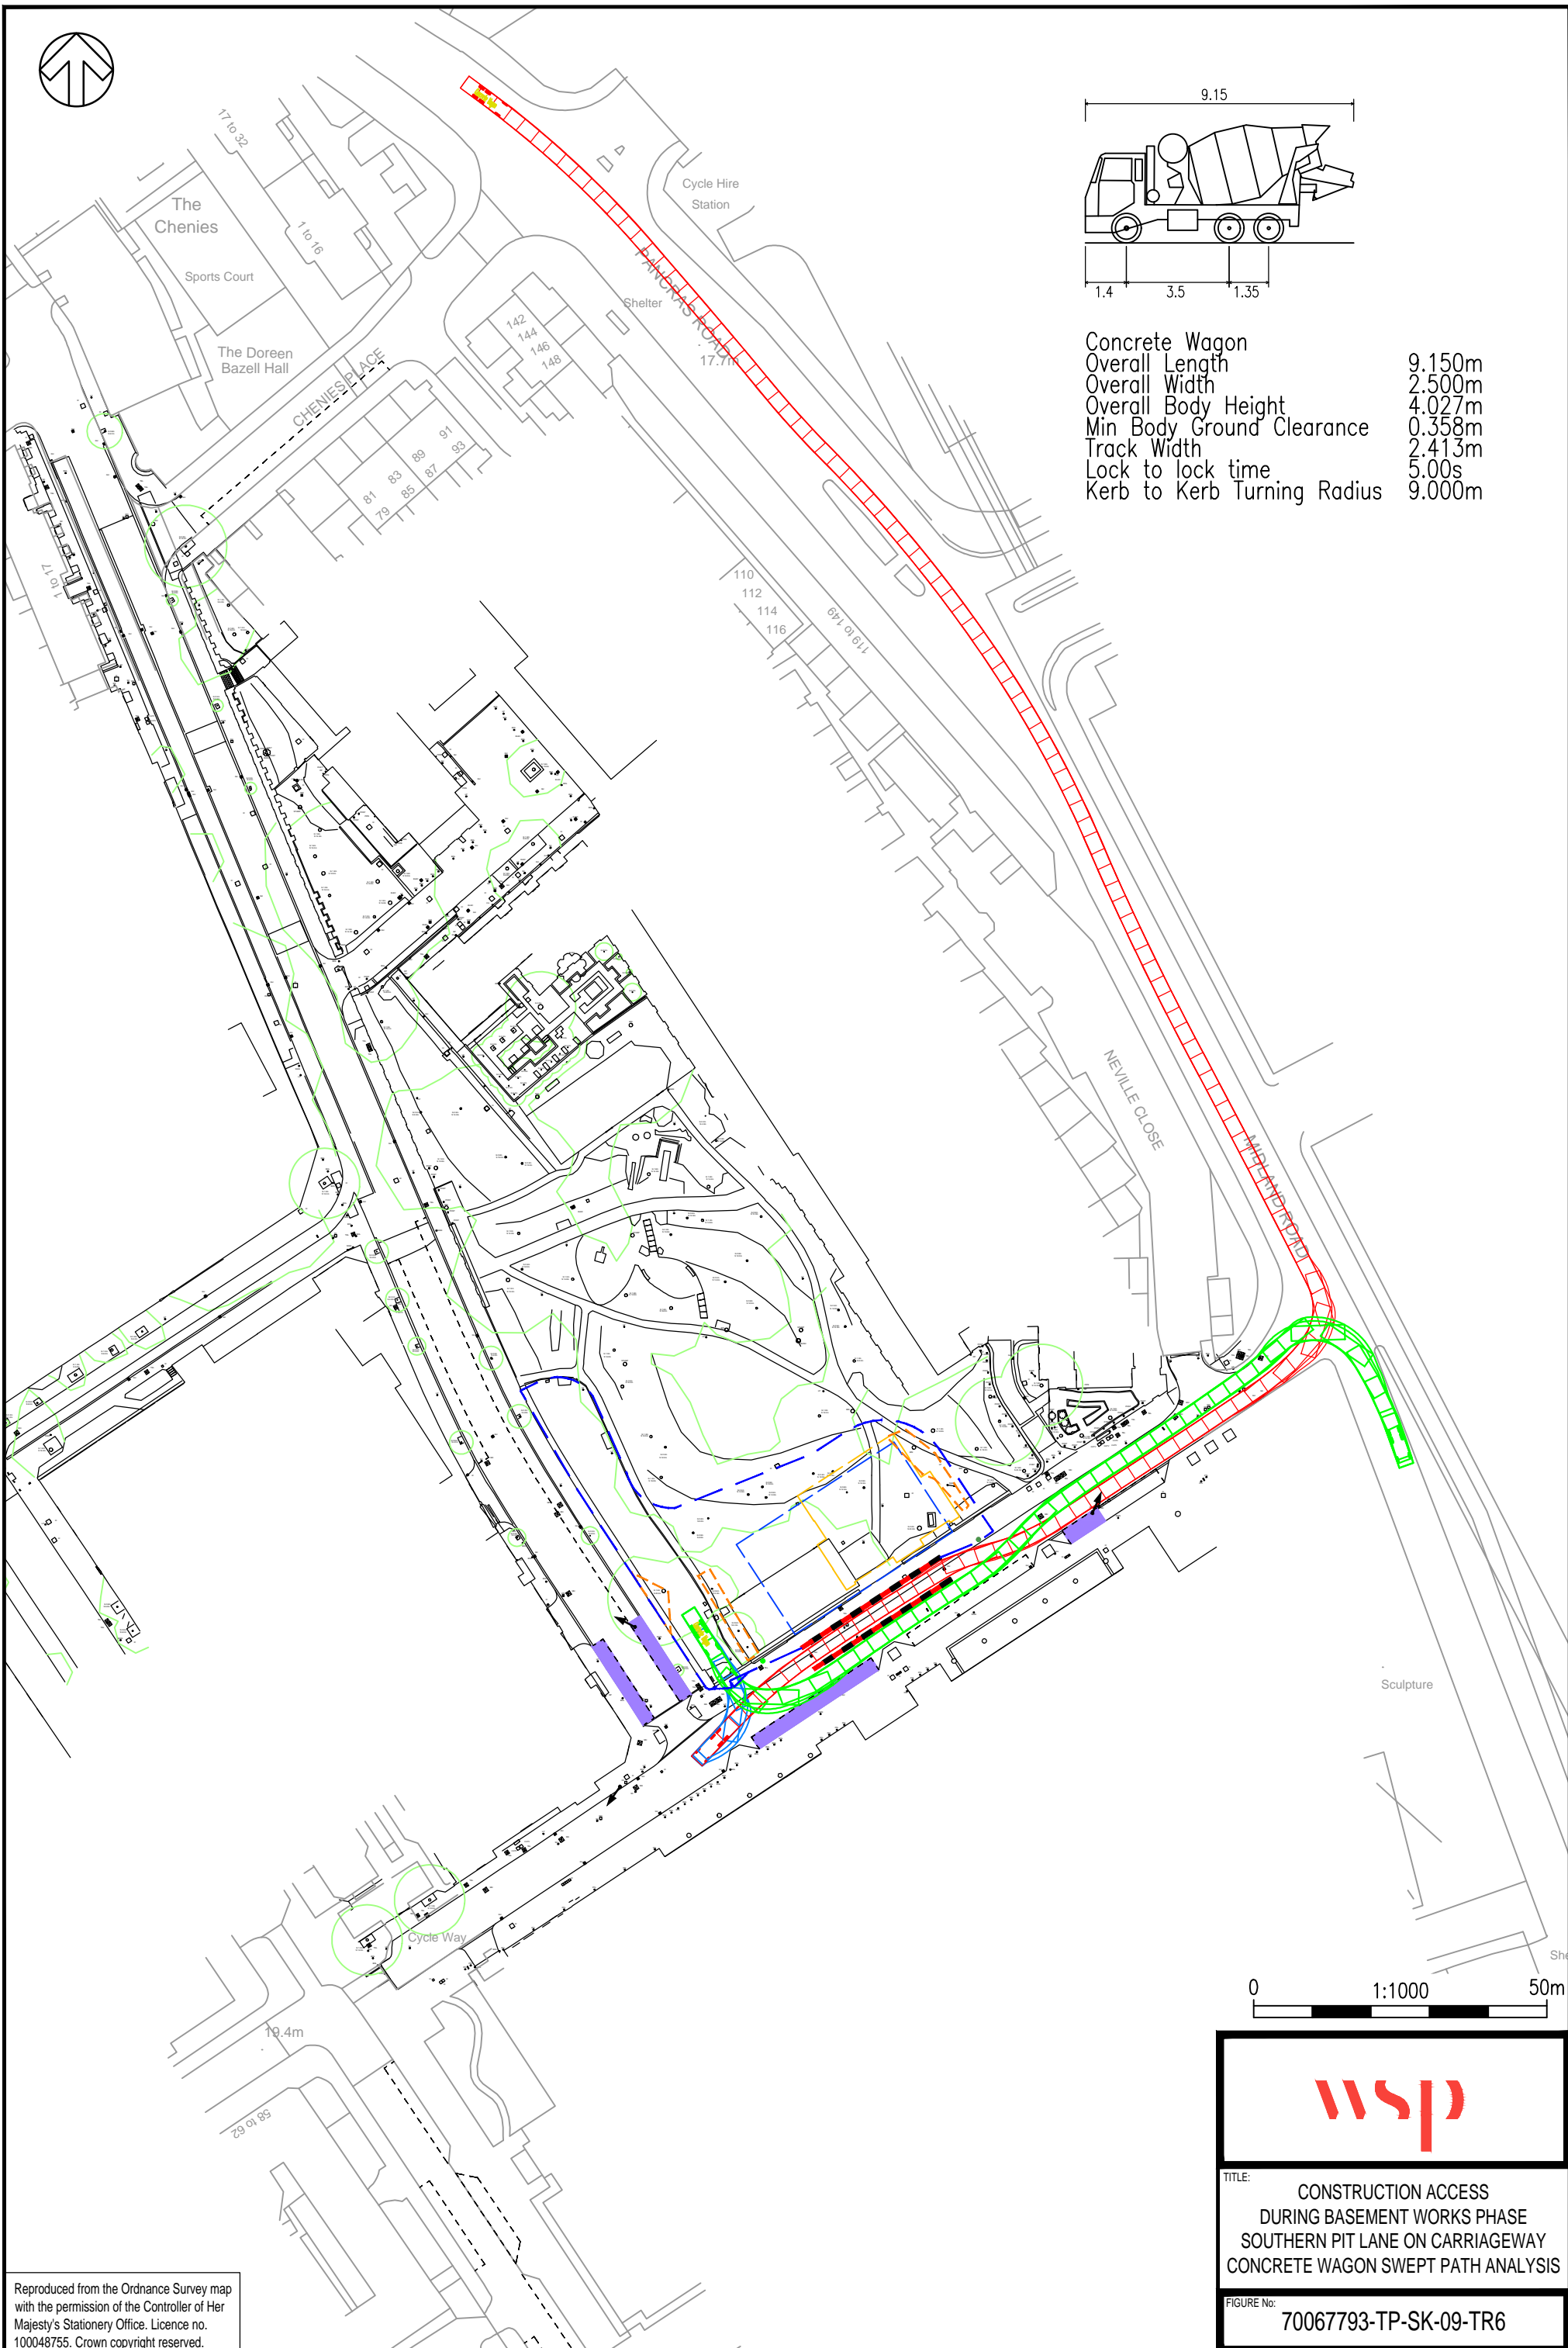 9.15
1.4
3.5
1.35
Concrete Wagon
Overall Length 9.150m
Overall Width 2.500m
Overall Body Height 4.027m
Min Body Ground Clearance 0.358m
Track Width 2.413m
Lock to lock time 5.00s
Kerb to Kerb Turning Radius 9.000m
17 to 32
The
Chenies
1 to 16
Sports Court
The Doreen
Bazell Hall
CHENIES PLACE
Cycle Hire
Station
PANCRAS ROAD
Shelter
17.7m
142
144
146
148
91
93
89
87
83
85
81
79
110
112
114
116
119 to 149
NEVILLE CLOSE
MIDLAND ROAD
Sculpture
Cycle Way
19.4m
58 to 62
0
1:1000
50m
wsp
TITLE:
CONSTRUCTION ACCESS
DURING BASEMENT WORKS PHASE
SOUTHERN PIT LANE ON CARRIAGEWAY
CONCRETE WAGON SWEPT PATH ANALYSIS
FIGURE No:
70067793-TP-SK-09-TR6
Reproduced from the Ordnance Survey map
with the permission of the Controller of Her
Majesty's Stationery Office. Licence no.
100048755. Crown copyright reserved.